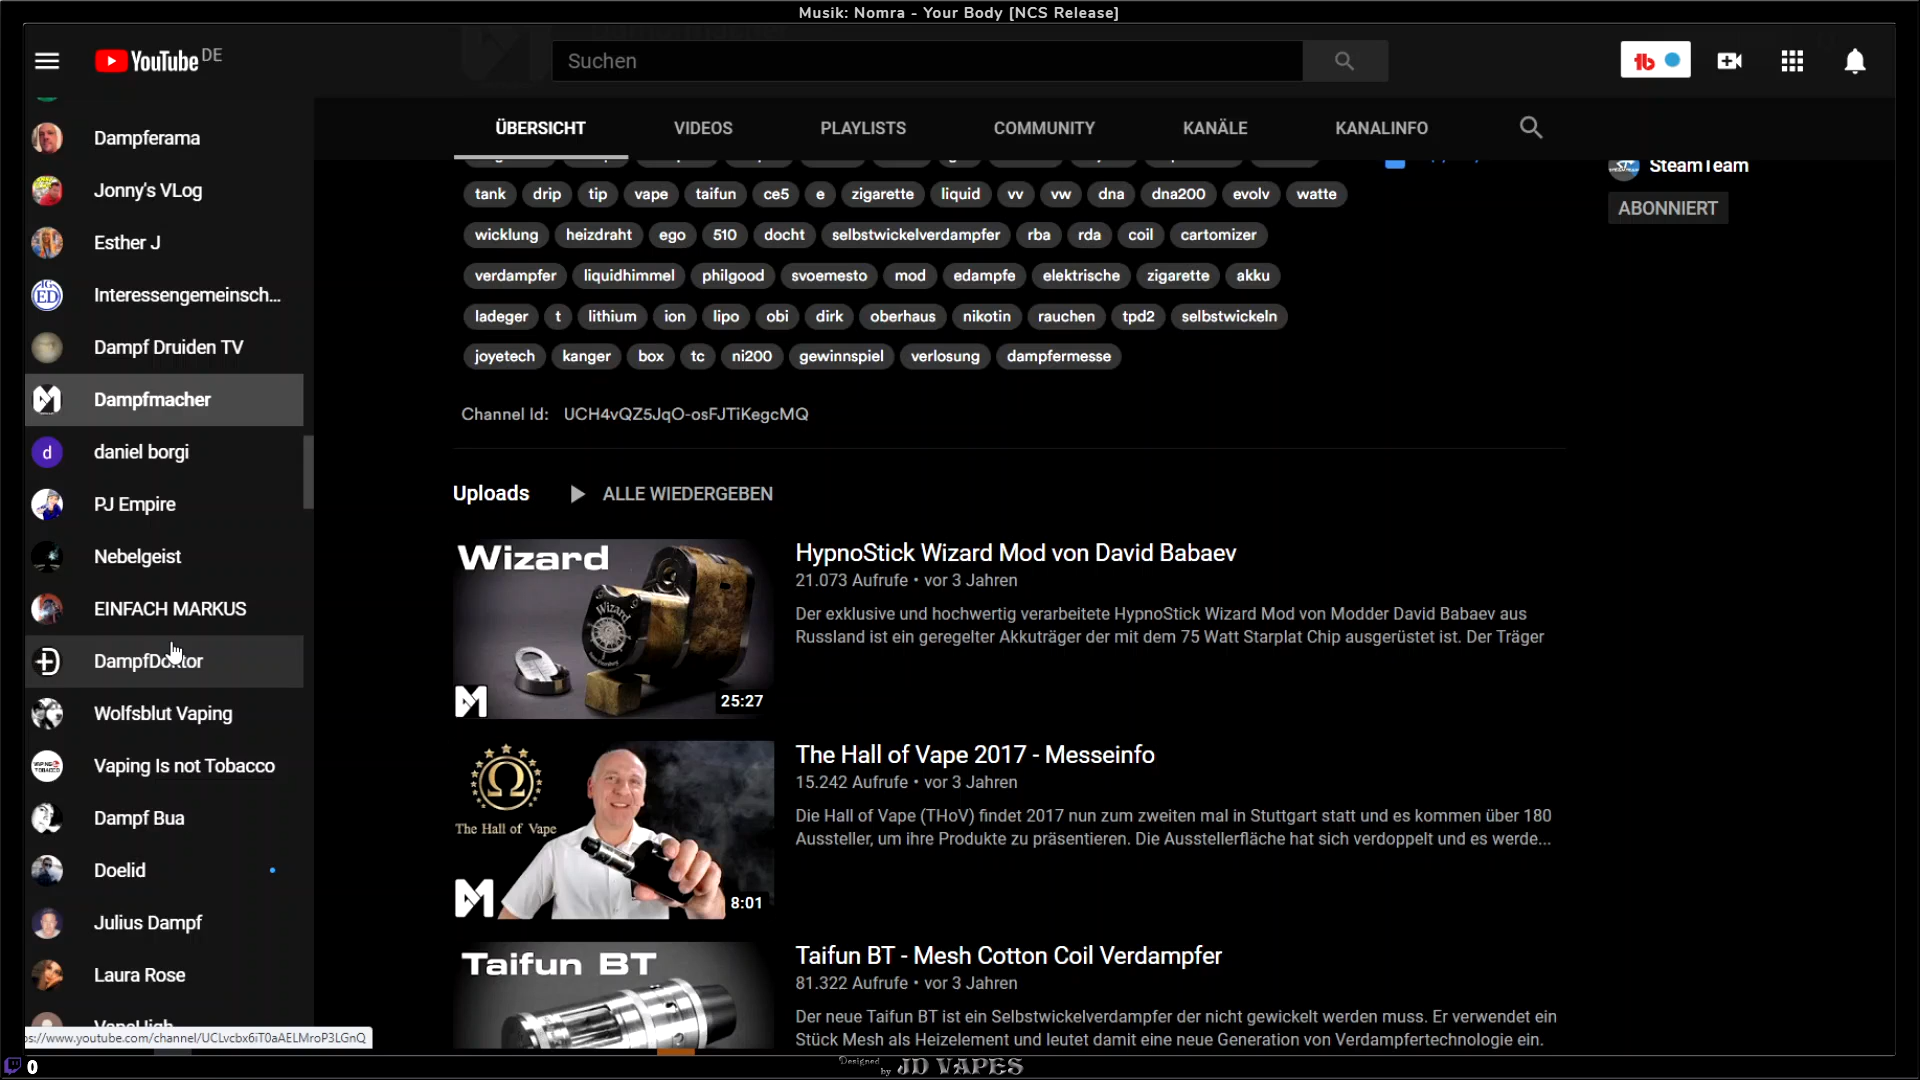 Musik: Nomra - Your Body [NCS Release]
YouTube DE
Suchen
ÜBERSICHT VIDEOS PLAYLISTS COMMUNITY KANÄLE KANALINFO
Dampferama
Jonny's VLog
Esther J
Interessengemeinsch...
Dampf Druiden TV
Dampfmacher
daniel borgi
PJ Empire
Nebelgeist
EINFACH MARKUS
DampfDoktor
Wolfsblut Vaping
Vaping Is not Tobacco
Dampf Bua
Doelid
Julius Dampf
Laura Rose
VapeHigh
s://www.youtube.com/channel/UCLvcbx6iT0aAELMroP3LGnQ
tank drip tip vape taifun ce5 e zigarette liquid vv vw dna dna200 evolv watte
wicklung heizdraht ego 510 docht selbstwickelverdampfer rba rda coil cartomizer
verdampfer liquidhimmel philgood svoemesto mod edampfe elektrische zigarette akku
ladeger t lithium ion lipo obi dirk oberhaus nikotin rauchen tpd2 selbstwickeln
joyetech kanger box tc ni200 gewinnspiel verlosung dampfermesse
SteamTeam
ABONNIERT
Channel Id: UCH4vQZ5JqO-osFJTiKegcMQ
Uploads ALLE WIEDERGEBEN
Wizard
Wizard
25:27
HypnoStick Wizard Mod von David Babaev
21.073 Aufrufe • vor 3 Jahren
Der exklusive und hochwertig verarbeitete HypnoStick Wizard Mod von Modder David Babaev aus
Russland ist ein geregelter Akkuträger der mit dem 75 Watt Starplat Chip ausgerüstet ist. Der Träger
The Hall of Vape
8:01
The Hall of Vape 2017 - Messeinfo
15.242 Aufrufe • vor 3 Jahren
Die Hall of Vape (THoV) findet 2017 nun zum zweiten mal in Stuttgart statt und es kommen über 180
Aussteller, um ihre Produkte zu präsentieren. Die Ausstellerfläche hat sich verdoppelt und es werde...
Taifun BT
Taifun BT - Mesh Cotton Coil Verdampfer
81.322 Aufrufe • vor 3 Jahren
Der neue Taifun BT ist ein Selbstwickelverdampfer der nicht gewickelt werden muss. Er verwendet ein
Stück Mesh als Heizelement und leutet damit eine neue Generation von Verdampfertechnologie ein.
0
Designed by JD VAPES